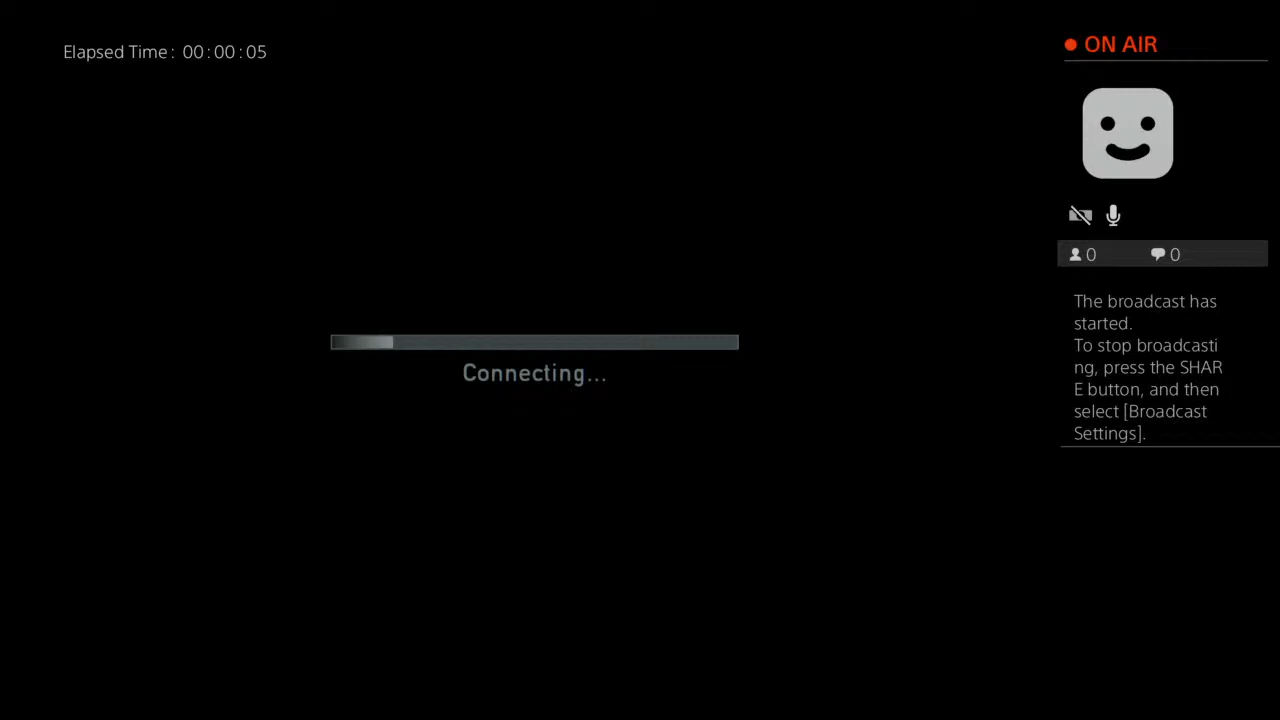 Elapsed Time : 00:00:05
ON AIR
0 0
The broadcast has
started.
To stop broadcasti
ng, press the SHAR
E button, and then
select [Broadcast
Settings].
Connecting...